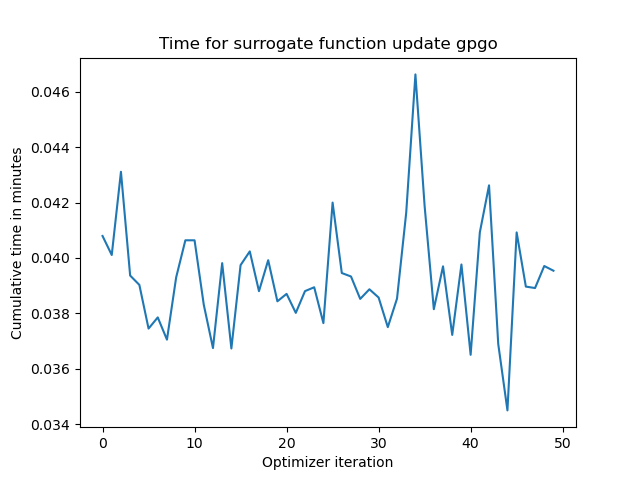 Time for surrogate function update gpgo
Cumulative time in minutes
0.046
0.044
0.042
0.040
0.038
0.036
0.034
0 10 20 30 40 50
Optimizer iteration